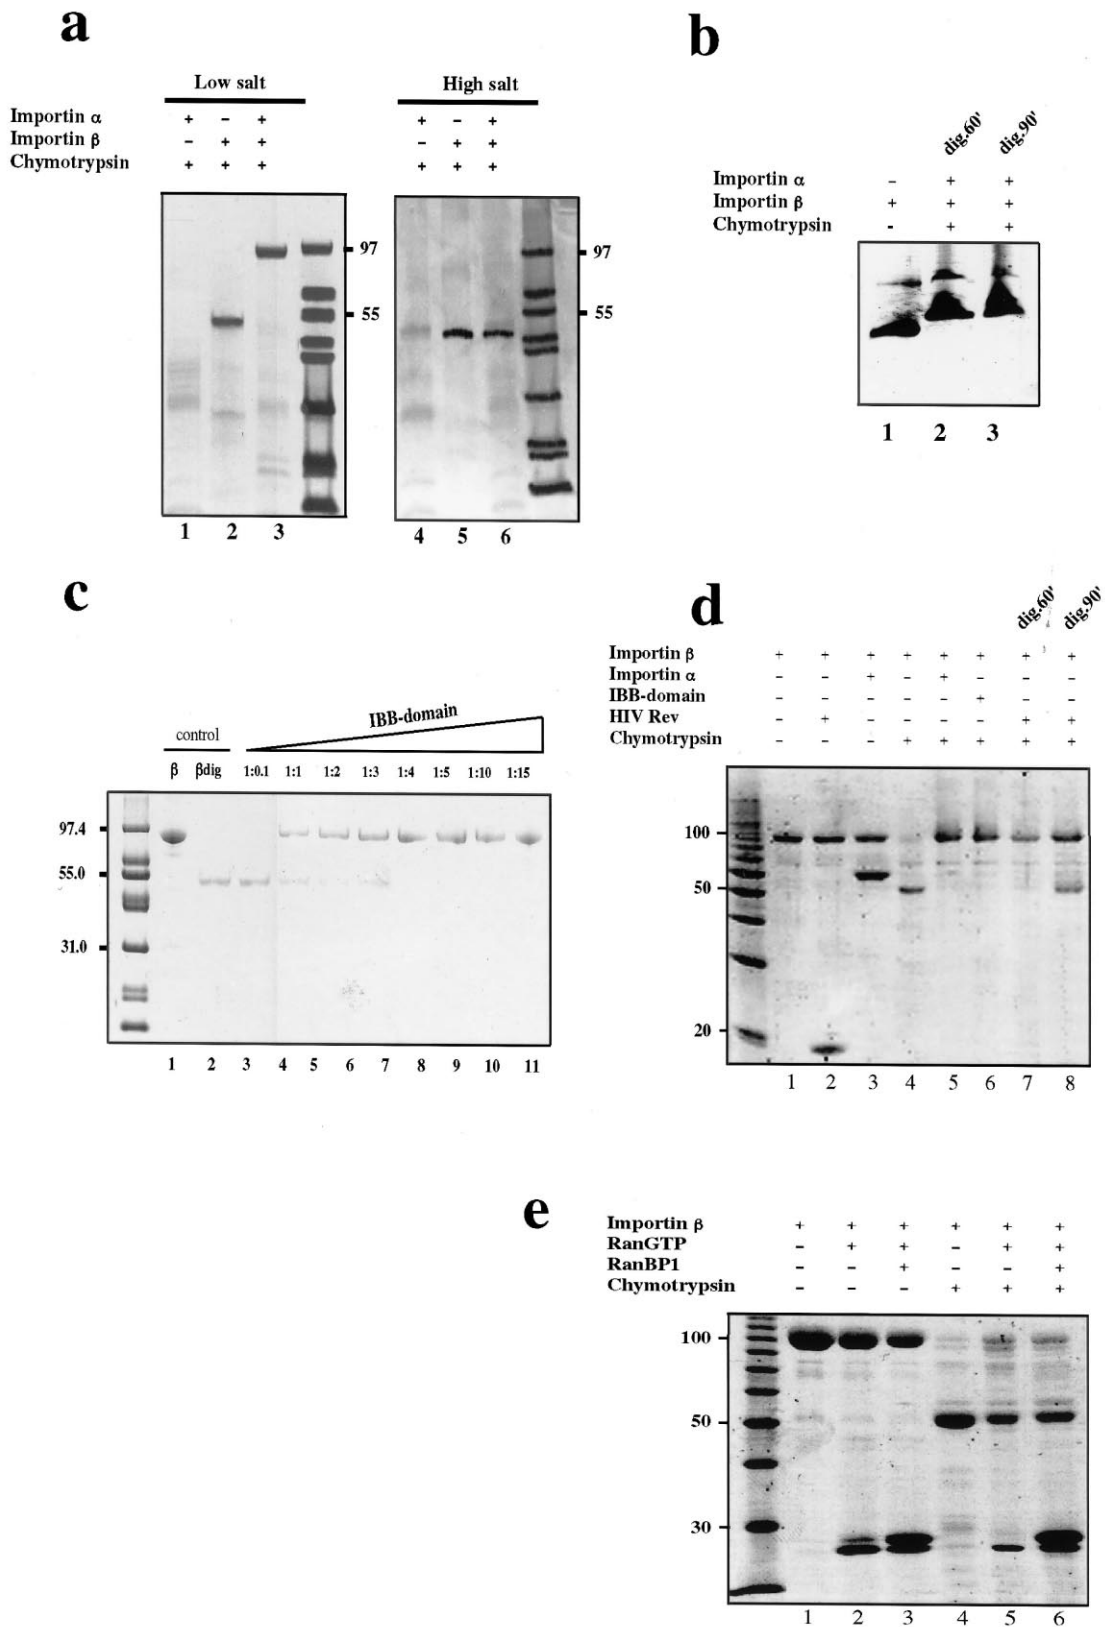 a
Low salt
High salt
Importin α + – + + – +
Importin β – + + – + +
Chymotrypsin + + + + + +
97
55
97
55
1 2 3
4 5 6
b
dig.60' dig.90'
Importin α – + +
Importin β + + +
Chymotrypsin - + +
1 2 3
c
IBB-domain
control
β βdig 1:0.1 1:1 1:2 1:3 1:4 1:5 1:10 1:15
97.4
55.0
31.0
1 2 3 4 5 6 7 8 9 10 11
d
dig.60' dig.90'
Importin β + + + + + + + +
Importin α – – + – + – – –
IBB-domain – – – – – + – –
HIV Rev – + – – – – + +
Chymotrypsin – – – + + + + +
100
50
20
1 2 3 4 5 6 7 8
e
Importin β + + + + + +
RanGTP – + + – + +
RanBP1 – – + – – +
Chymotrypsin – – – + + +
100
50
30
1 2 3 4 5 6